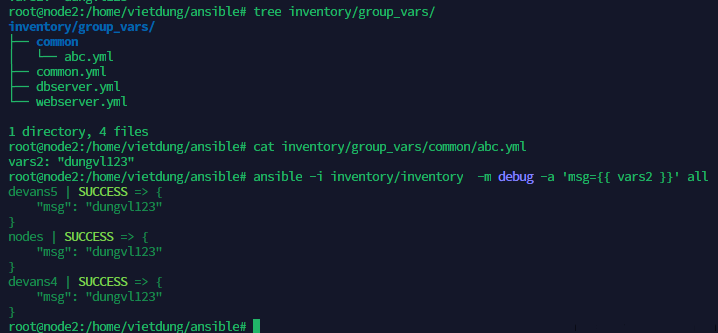 root@node2:/home/vietdung/ansible# tree inventory/group_vars/
inventory/group_vars/
├── common
│   └── abc.yml
├── common.yml
├── dbserver.yml
└── webserver.yml

1 directory, 4 files
root@node2:/home/vietdung/ansible# cat inventory/group_vars/common/abc.yml
vars2: "dungvl123"
root@node2:/home/vietdung/ansible# ansible -i inventory/inventory  -m debug -a 'msg={{ vars2 }}' all
devans5 | SUCCESS => {
    "msg": "dungvl123"
}
nodes | SUCCESS => {
    "msg": "dungvl123"
}
devans4 | SUCCESS => {
    "msg": "dungvl123"
}
root@node2:/home/vietdung/ansible#